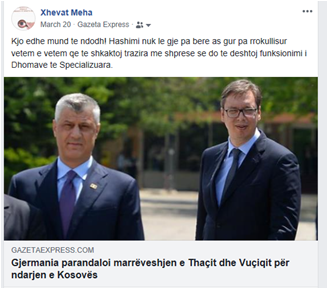 Xhevat Meha
March 20 · Gazeta Express ·
Kjo edhe mund te ndodh! Hashimi nuk le gje pa bere as gur pa rrokullisur
vetem e vetem qe te shkaktoj trazira me shprese se do te deshtoj funksionimi i
Dhomave te Specializuara.
GAZETAEXPRESS.COM
Gjermania parandaloi marrëveshjen e Thaçit dhe Vuçiqit për
ndarjen e Kosovës